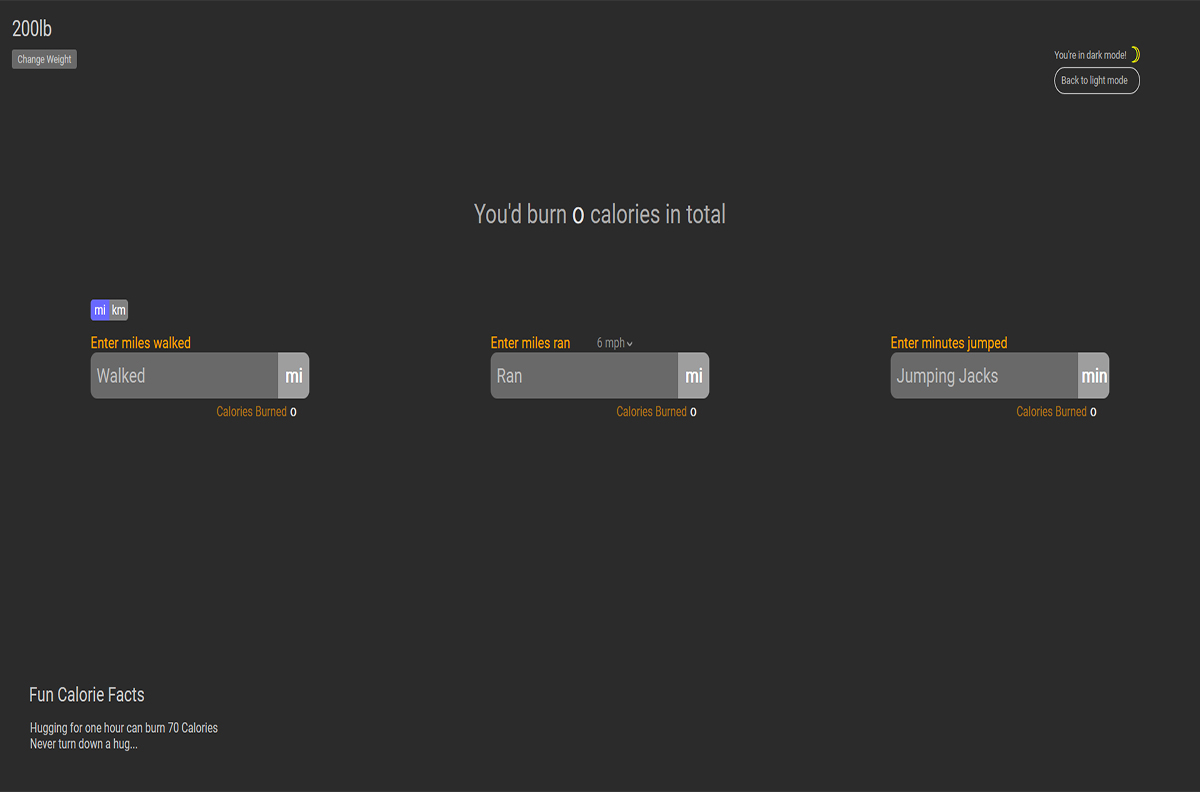 200lb
Change Weight
You're in dark mode!
Back to light mode
You'd burn 0 calories in total
mi km
Enter miles walked
Walked mi
Calories Burned 0
Enter miles ran 6 mph
Ran mi
Calories Burned 0
Enter minutes jumped
Jumping Jacks min
Calories Burned 0
Fun Calorie Facts
Hugging for one hour can burn 70 Calories
Never turn down a hug...